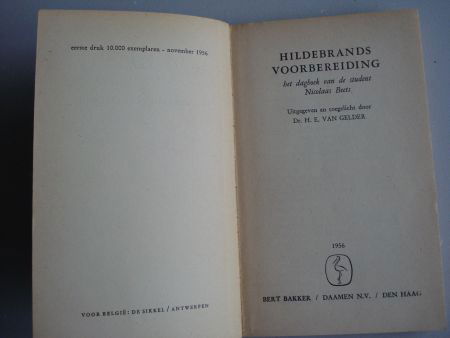 eerste druk 10.000 exemplaren - november 1956
VOOR BELGIË: DE SIKKEL / ANTWERPEN
HILDEBRANDS
VOORBEREIDING
het dagboek van de student
Nicolaas Beets
Uitgegeven en toegelicht door
Dr. H. E. VAN GELDER
1956
BERT BAKKER / DAAMEN N.V. / DEN HAAG